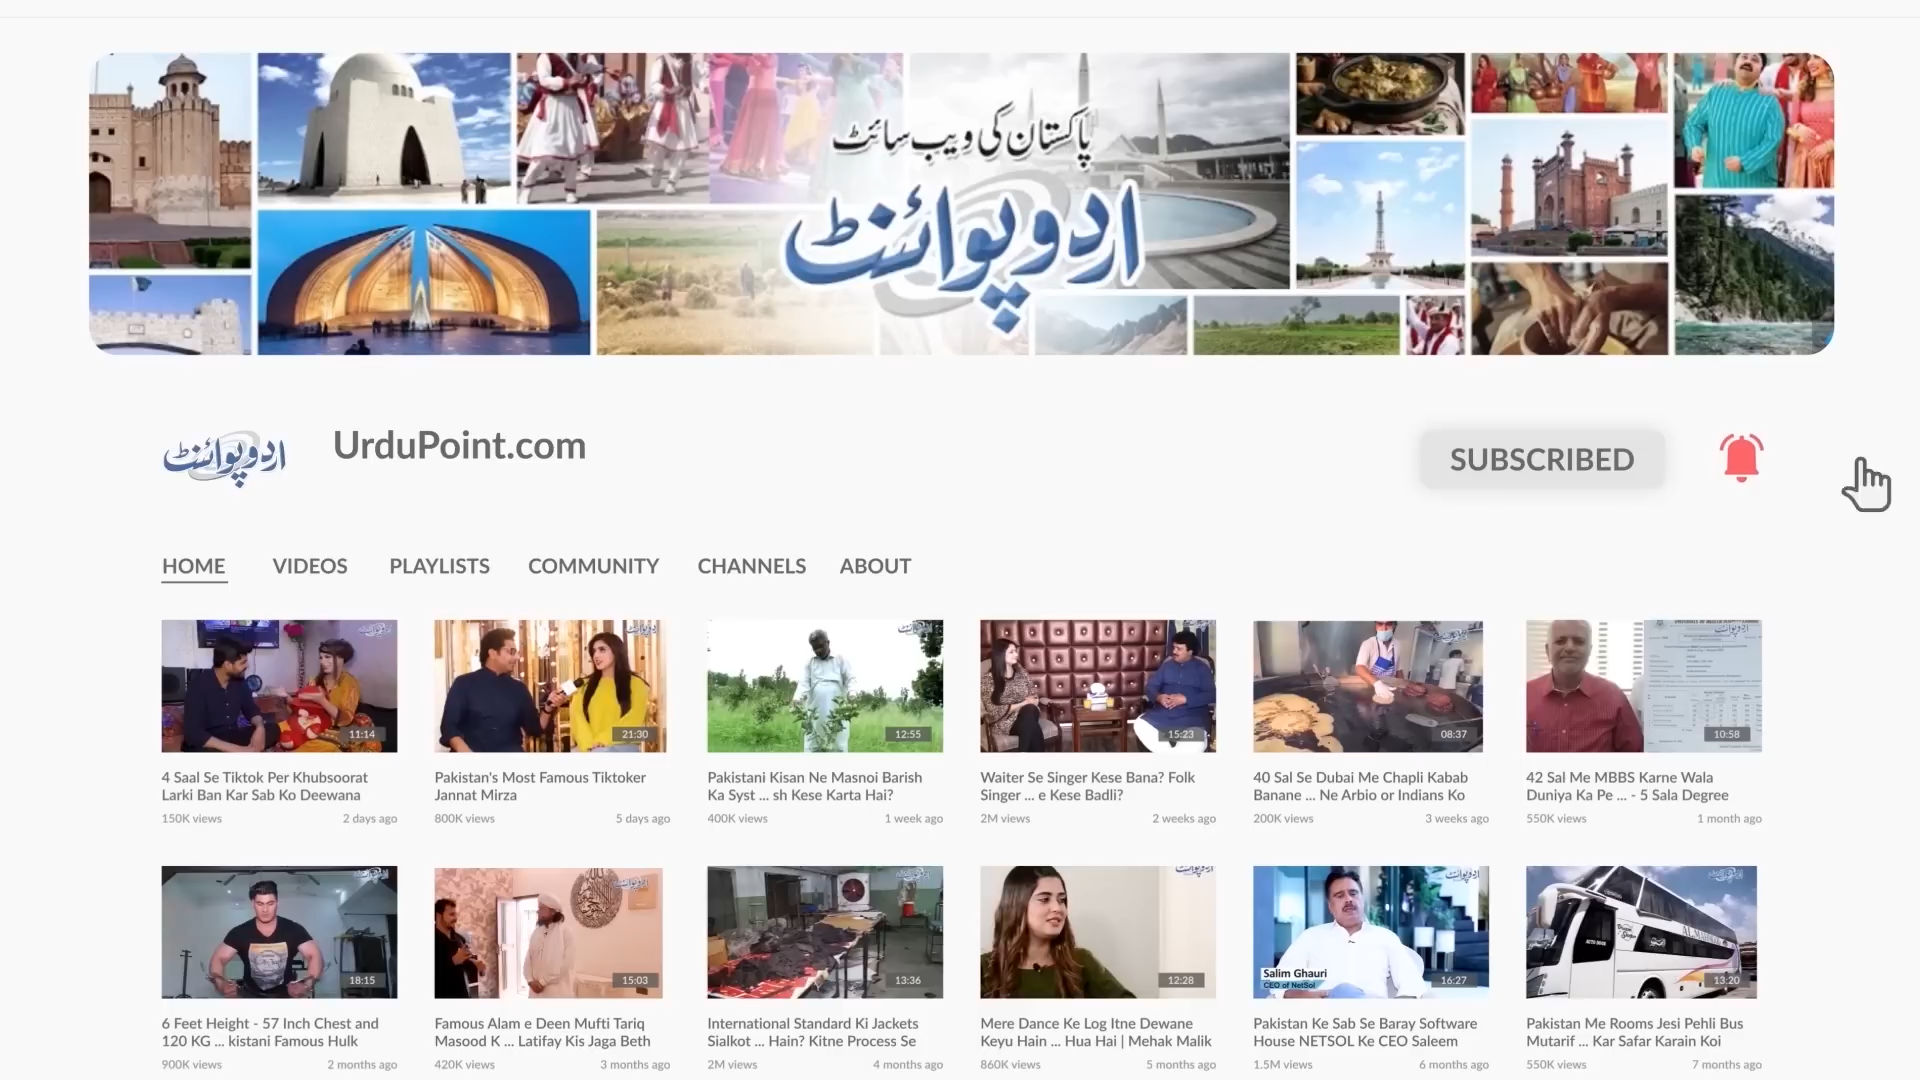 پاکستان کی ویب سائٹ
اردو پوائنٹ
اردو پوائنٹ
UrduPoint.com
SUBSCRIBED
HOME VIDEOS PLAYLISTS COMMUNITY CHANNELS ABOUT
11:14 21:30 12:55 15:23 08:37 10:58
4 Saal Se Tiktok Per Khubsoorat
Larki Ban Kar Sab Ko Deewana
150K views 2 days ago
Pakistan's Most Famous Tiktoker
Jannat Mirza
800K views 5 days ago
Pakistani Kisan Ne Masnoi Barish
Ka Syst ... sh Kese Karta Hai?
400K views 1 week ago
Waiter Se Singer Kese Bana? Folk
Singer ... e Kese Badli?
2M views 2 weeks ago
40 Sal Se Dubai Me Chapli Kabab
Banane ... Ne Arbio or Indians Ko
200K views 3 weeks ago
42 Sal Me MBBS Karne Wala
Duniya Ka Pe ... - 5 Sala Degree
550K views 1 month ago
Salim Ghauri
CEO of NetSol
18:15 15:03 13:36 12:28 16:27 13:20
6 Feet Height - 57 Inch Chest and
120 KG ... kistani Famous Hulk
900K views 2 months ago
Famous Alam e Deen Mufti Tariq
Masood K ... Latifay Kis Jaga Beth
420K views 3 months ago
International Standard Ki Jackets
Sialkot ... Hain? Kitne Process Se
2M views 4 months ago
Mere Dance Ke Log Itne Dewane
Keyu Hain ... Hua Hai | Mehak Malik
860K views 5 months ago
Pakistan Ke Sab Se Baray Software
House NETSOL Ke CEO Saleem
1.5M views 6 months ago
Pakistan Me Rooms Jesi Pehli Bus
Mutarif ... Kar Safar Karain Koi
550K views 7 months ago